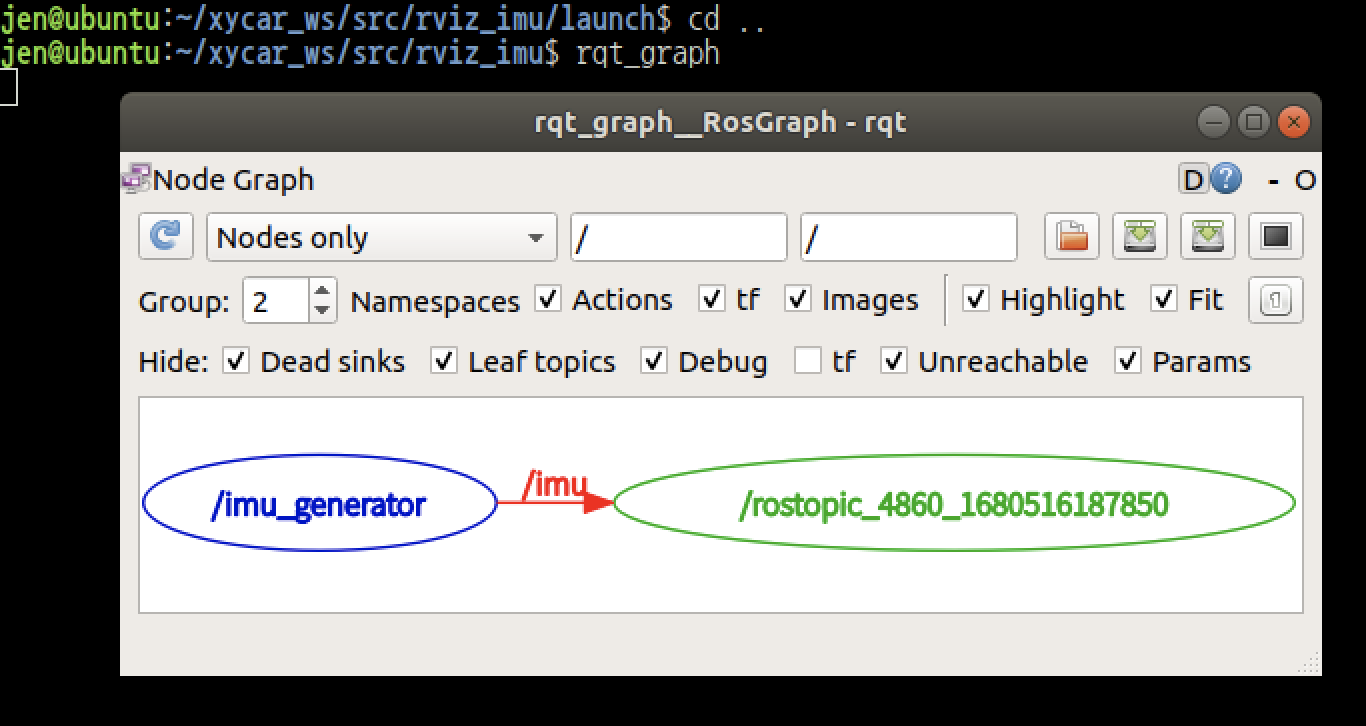 jen@ubuntu:~/xycar_ws/src/rviz_imu/launch$ cd ..
jen@ubuntu:~/xycar_ws/src/rviz_imu$ rqt_graph
rqt_graph__RosGraph - rqt
Node Graph D ? - O
Nodes only / /
Group: 2 Namespaces Actions tf Images Highlight Fit 1
Hide: Dead sinks Leaf topics Debug tf Unreachable Params
/imu_generator /imu /rostopic_4860_1680516187850